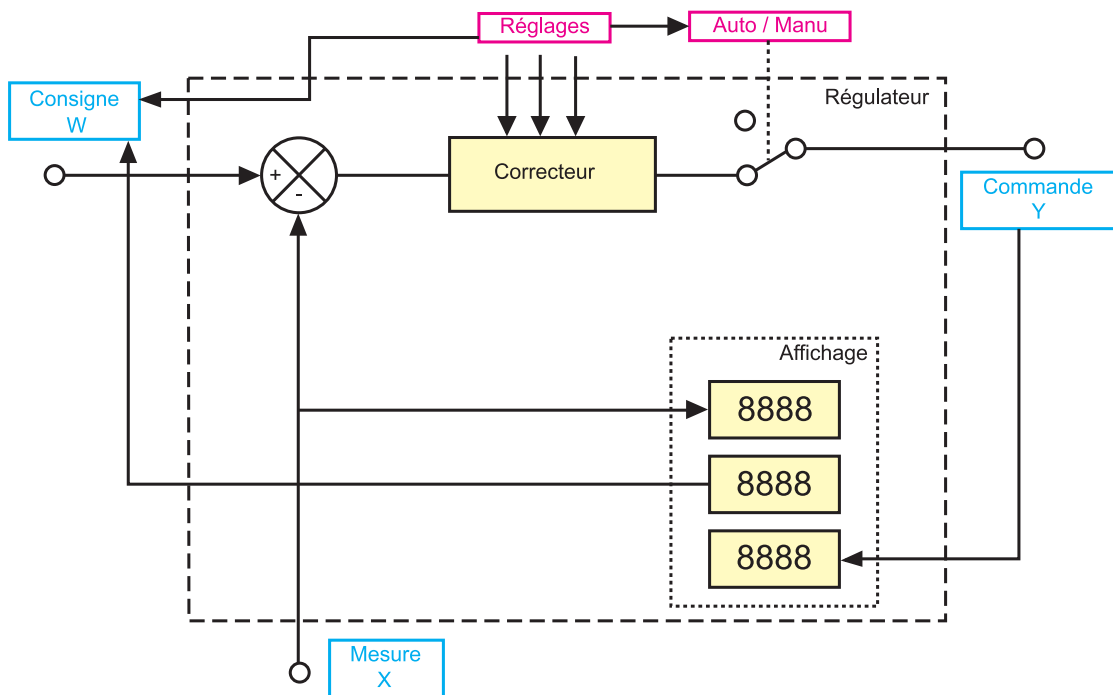 Réglages
Auto / Manu
Consigne
W
Régulateur
+
-
Correcteur
Commande
Y
Affichage
8888
8888
8888
Mesure
X